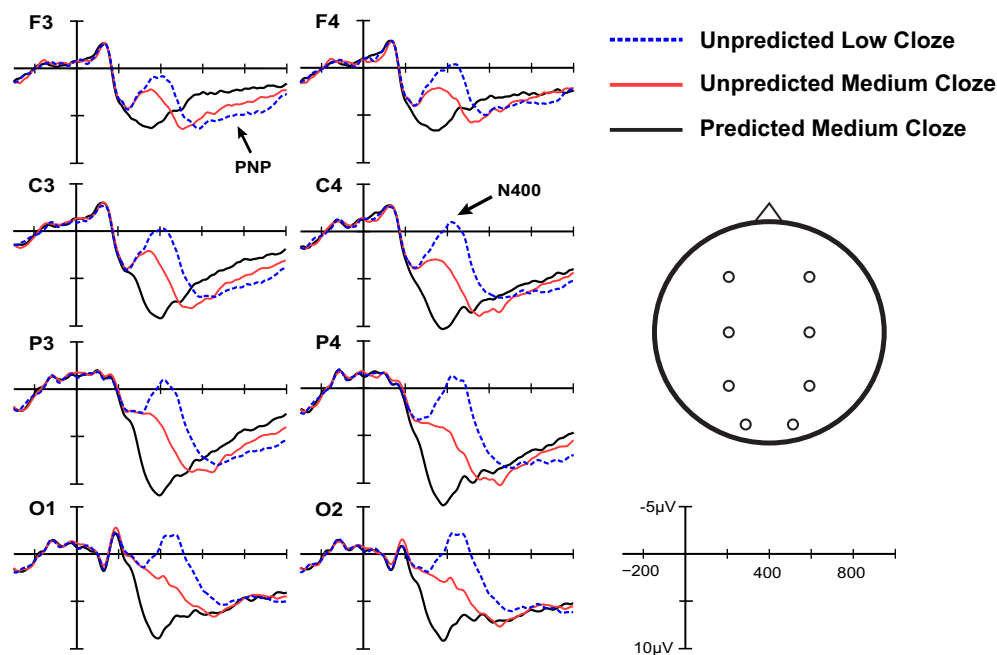 F3
F4
Unpredicted Low Cloze
Unpredicted Medium Cloze
Predicted Medium Cloze
PNP
C3
C4
N400
P3
P4
O1
O2
-5µV
−200
400
800
10µV